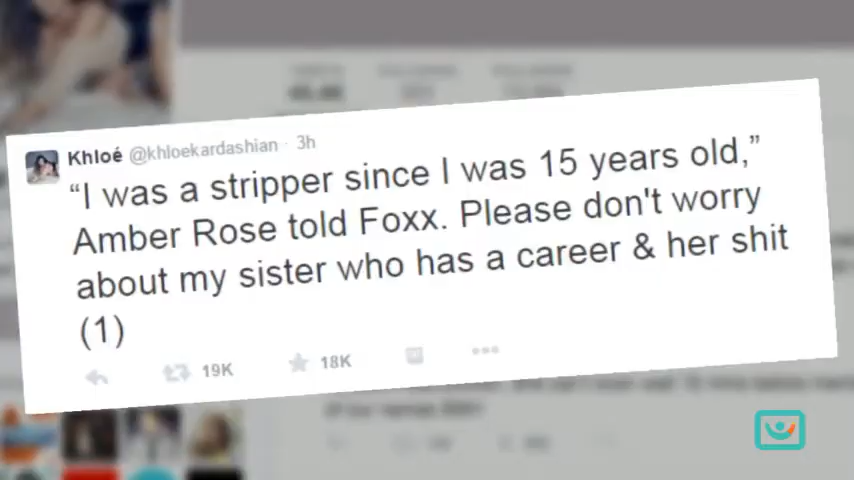 Khloé @khloekardashian · 3h
“I was a stripper since I was 15 years old,”
Amber Rose told Foxx. Please don't worry
about my sister who has a career & her shit
(1)
19K 18K